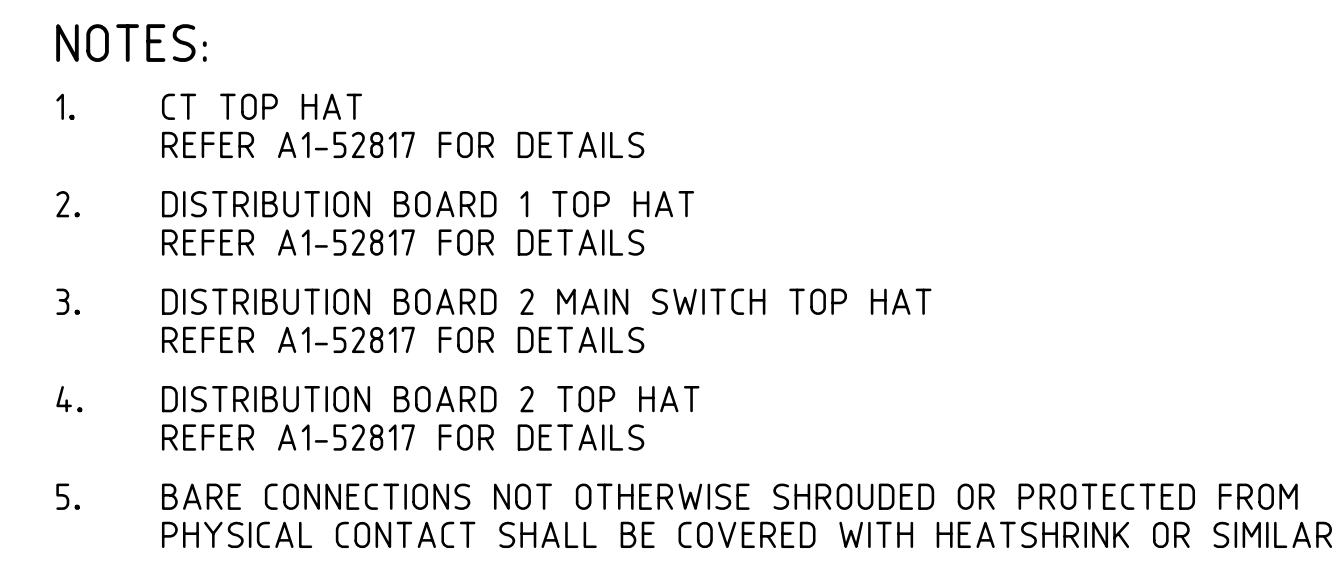 NOTES:
1. CT TOP HAT
REFER A1-52817 FOR DETAILS
2. DISTRIBUTION BOARD 1 TOP HAT
REFER A1-52817 FOR DETAILS
3. DISTRIBUTION BOARD 2 MAIN SWITCH TOP HAT
REFER A1-52817 FOR DETAILS
4. DISTRIBUTION BOARD 2 TOP HAT
REFER A1-52817 FOR DETAILS
5. BARE CONNECTIONS NOT OTHERWISE SHROUDED OR PROTECTED FROM
PHYSICAL CONTACT SHALL BE COVERED WITH HEATSHRINK OR SIMILAR